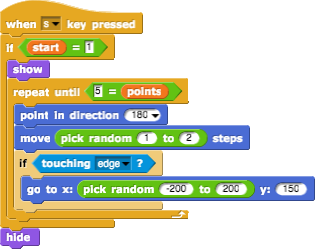 when s key pressed
if start = 1
show
repeat until 5 = points
point in direction 180
move pick random 1 to 2 steps
if touching edge ?
go to x: pick random -200 to 200 y: 150
hide